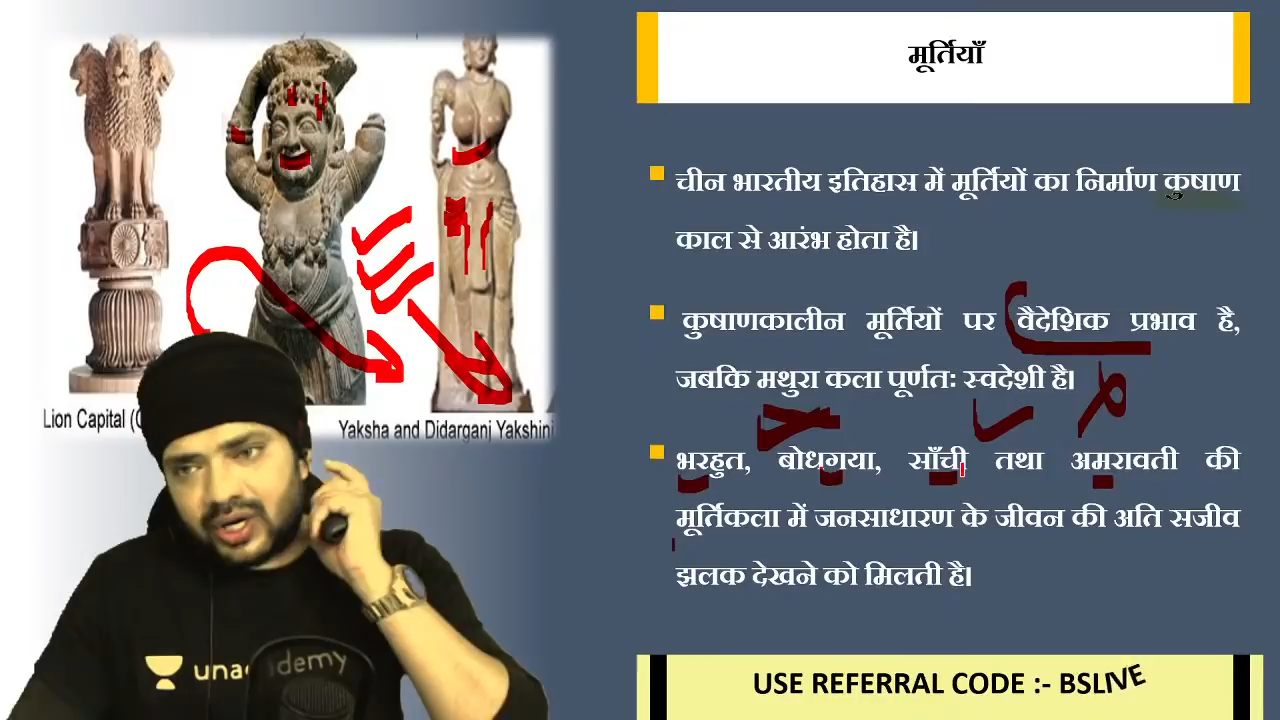 मूर्तियाँ
चीन भारतीय इतिहास में मूर्तियों का निर्माण कुषाण
काल से आरंभ होता है।
कुषाणकालीन मूर्तियों पर वैदेशिक प्रभाव है,
जबकि मथुरा कला पूर्णतः स्वदेशी है।
भरहुत, बोधगया, साँची तथा अमरावती की
मूर्तिकला में जनसाधारण के जीवन की अति सजीव
झलक देखने को मिलती है।
Lion Capital (
Yaksha and Didarganj Yakshini
unacademy
USE REFERRAL CODE :- BSLIVE